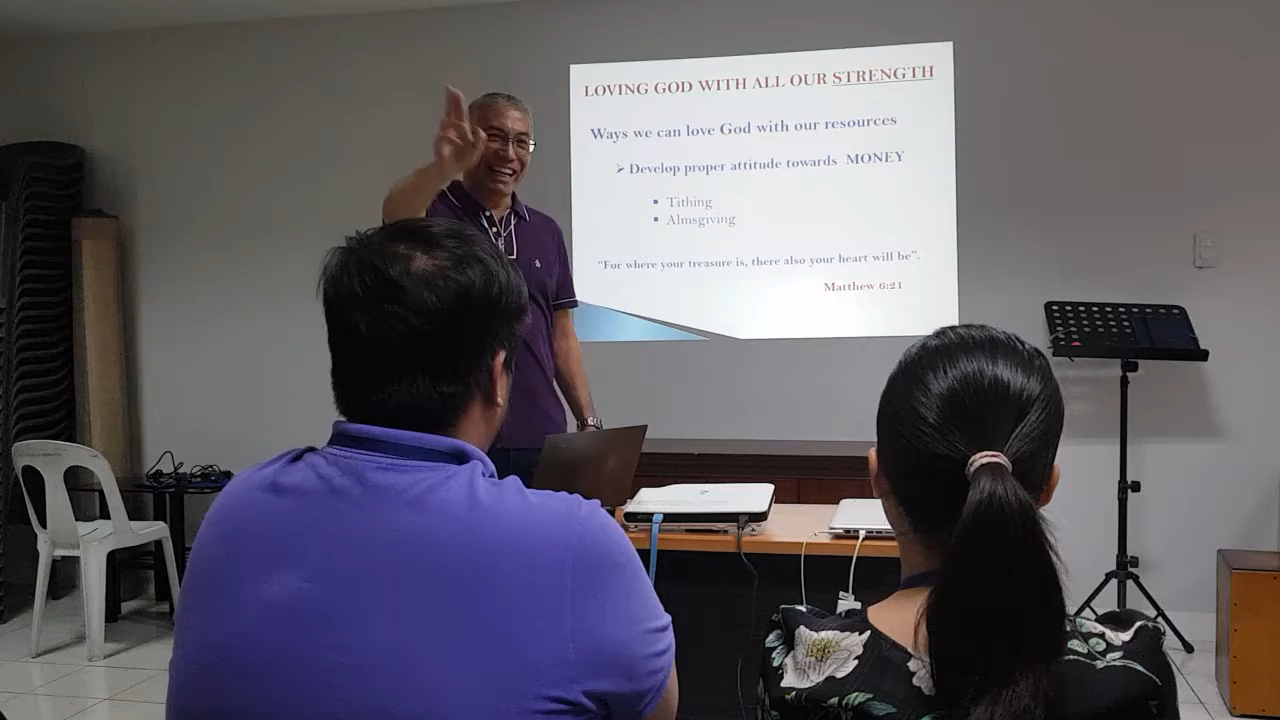 LOVING GOD WITH ALL OUR STRENGTH
Ways we can love God with our resources
➢ Develop proper attitude towards MONEY
▪ Tithing
▪ Almsgiving
“For where your treasure is, there also your heart will be”.
Matthew 6:21